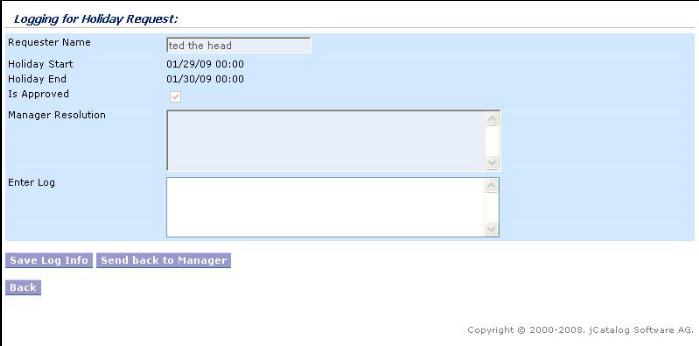 Logging for Holiday Request:
Requester Name
ted the head
Holiday Start 01/29/09 00:00
Holiday End 01/30/09 00:00
Is Approved
Manager Resolution
Enter Log
Save Log Info Send back to Manager
Back
Copyright © 2000-2008. jCatalog Software AG.